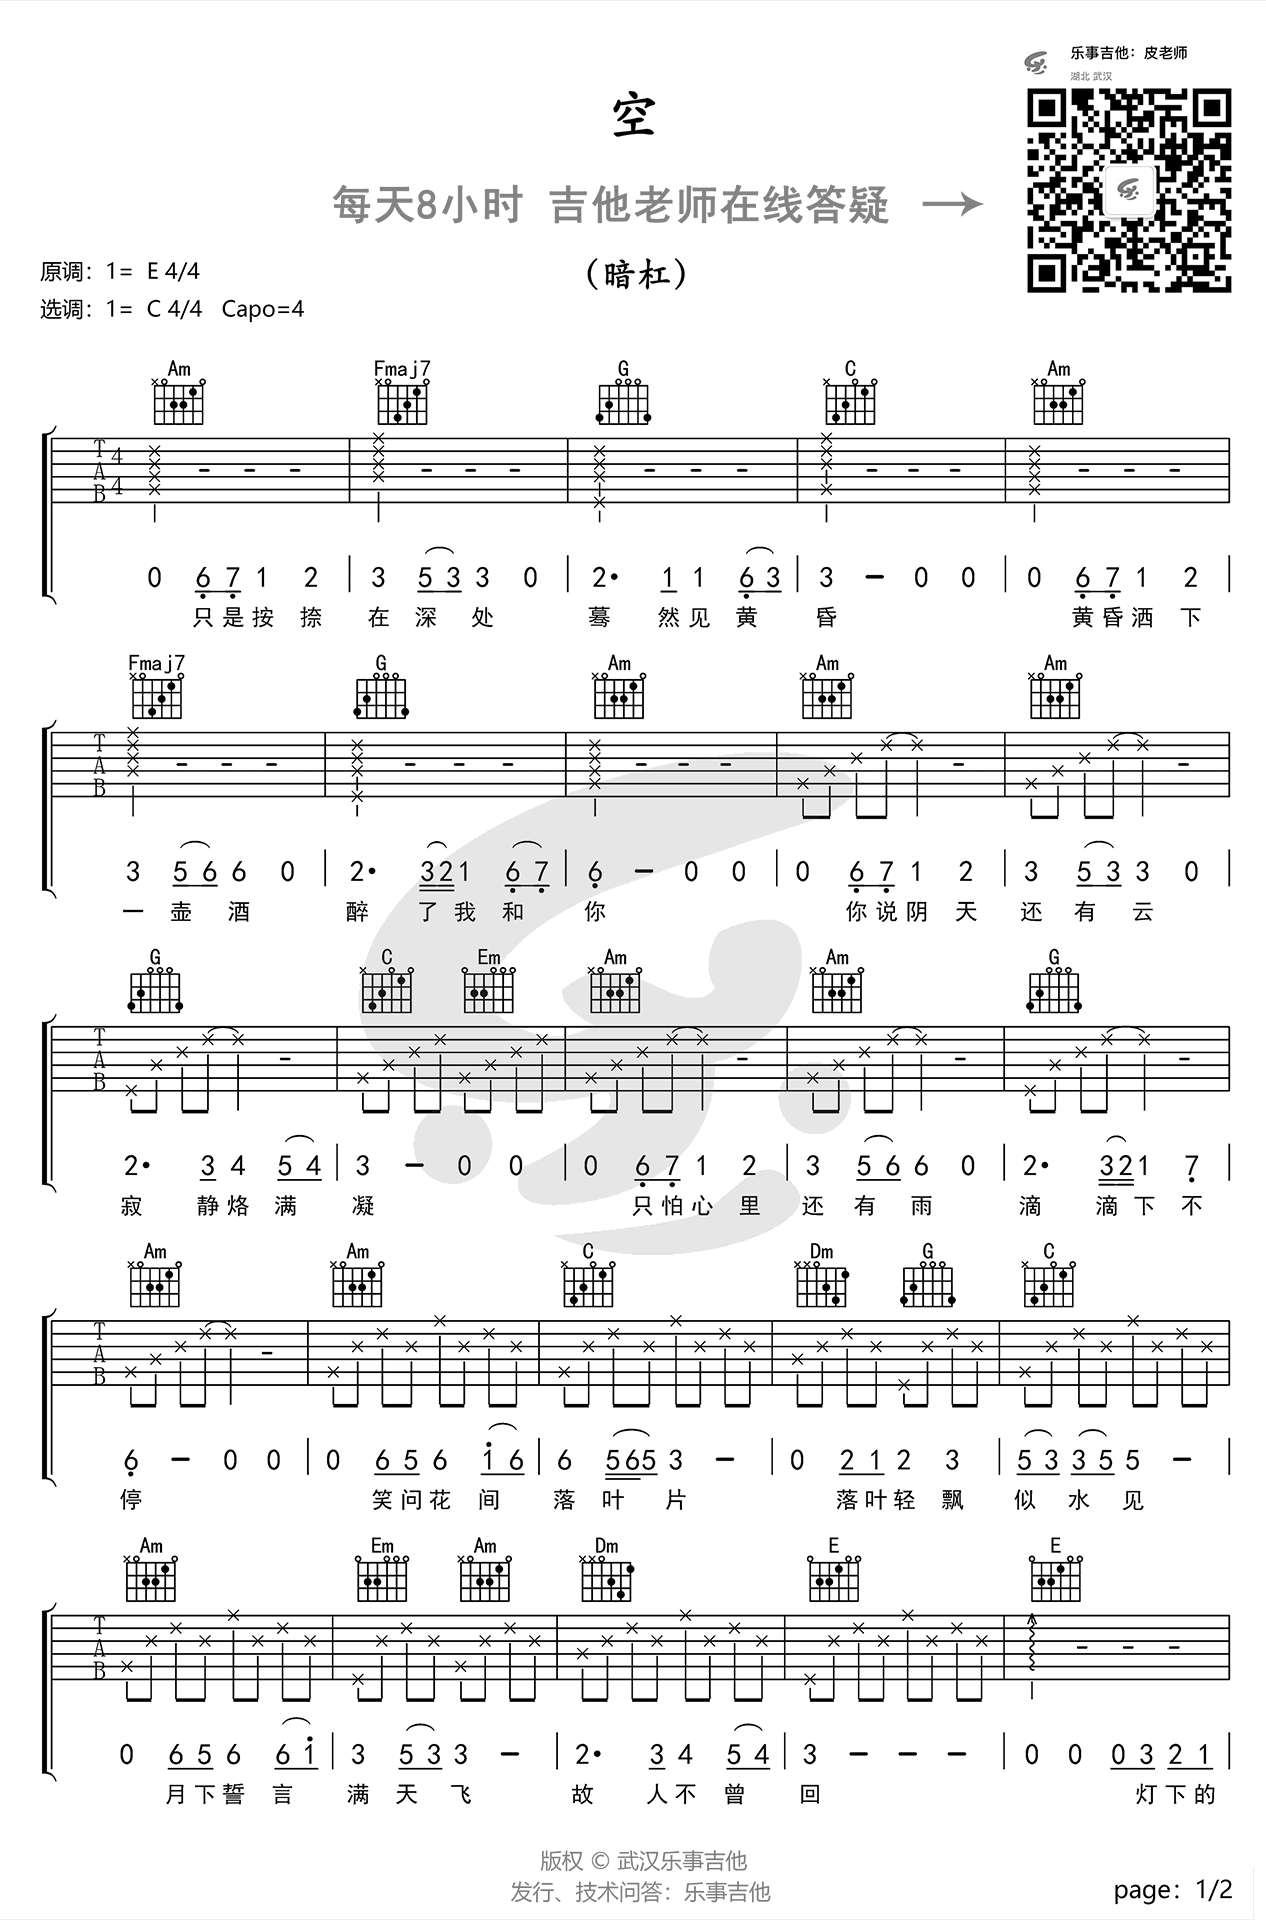 乐事吉他：皮老师
湖北 武汉
空
每天8小时 吉他老师在线答疑 →
（暗杠）
原调：1= E 4/4
选调：1= C 4/4 Capo=4
Am Fmaj7 G C Am
T A B 4 4
0 6 7 1 2 | 3 5 3 3 0 | 2• 1 1 6 3 | 3 - 0 0 | 0 6 7 1 2 |
只是按捺 在深处 蓦然见黄 昏 黄昏洒下
Fmaj7 G Am Am Am
T A B
3 5 6 6 0 | 2• 3 2 1 6 7 | 6 - 0 0 | 0 6 7 1 2 | 3 5 3 3 0 |
一壶酒 醉了我和 你 你说阴天 还有云
G C Em Am Am G
T A B
2• 3 4 5 4 | 3 - 0 0 | 0 6 7 1 2 | 3 5 6 6 0 | 2• 3 2 1 7 |
寂静烙满 凝 只怕心里 还有雨 滴滴下不
Am Am C Dm G C
T A B
6 - 0 0 | 0 6 5 6 1 6 | 6 5 6 5 3 - | 0 2 1 2 3 | 5 3 3 5 5 - |
停 笑问花间 落叶片 落叶轻飘 似水见
Am Em Am Dm E E
T A B
0 6 5 6 6 1 | 3 5 3 3 - | 2• 3 4 5 4 | 3 - - - | 0 0 0 3 2 1 |
月下誓言 满天飞 故人不曾 回 灯下的
版权 © 武汉乐事吉他
发行、技术问答：乐事吉他
page：1/2